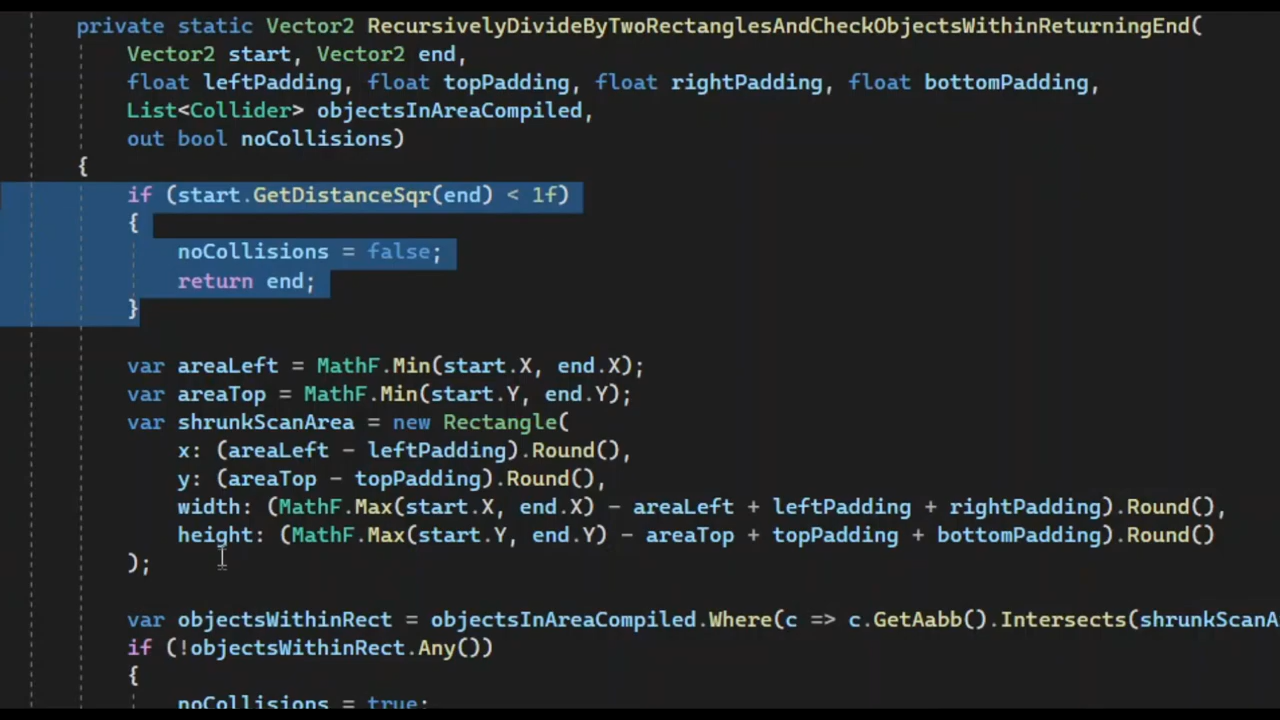 private static Vector2 RecursivelyDivideByTwoRectanglesAndCheckObjectsWithinReturningEnd(
Vector2 start, Vector2 end,
float leftPadding, float topPadding, float rightPadding, float bottomPadding,
List<Collider> objectsInAreaCompiled,
out bool noCollisions)
{
if (start.GetDistanceSqr(end) < 1f)
{
noCollisions = false;
return end;
}
var areaLeft = MathF.Min(start.X, end.X);
var areaTop = MathF.Min(start.Y, end.Y);
var shrunkScanArea = new Rectangle(
x: (areaLeft - leftPadding).Round(),
y: (areaTop - topPadding).Round(),
width: (MathF.Max(start.X, end.X) - areaLeft + leftPadding + rightPadding).Round(),
height: (MathF.Max(start.Y, end.Y) - areaTop + topPadding + bottomPadding).Round()
);
var objectsWithinRect = objectsInAreaCompiled.Where(c => c.GetAabb().Intersects(shrunkScanA
if (!objectsWithinRect.Any())
{
noCollisions = true;